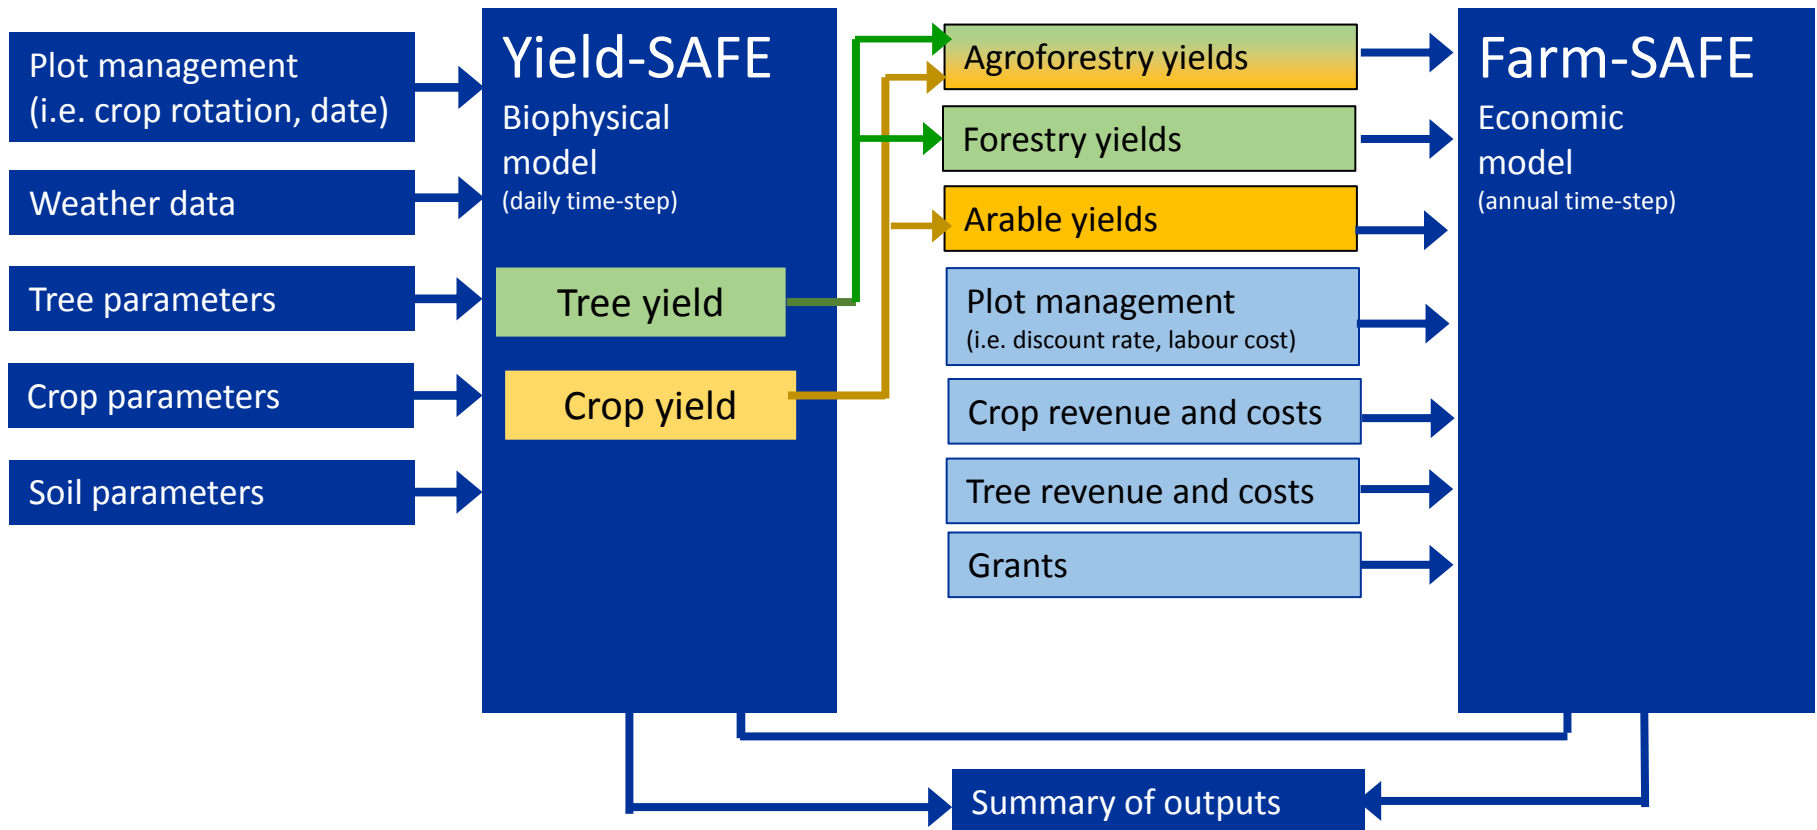 Plot management
(i.e. crop rotation, date)
Weather data
Tree parameters
Crop parameters
Soil parameters
Yield-SAFE
Biophysical
model
(daily time-step)
Tree yield
Crop yield
Agroforestry yields
Forestry yields
Arable yields
Plot management
(i.e. discount rate, labour cost)
Crop revenue and costs
Tree revenue and costs
Grants
Farm-SAFE
Economic
model
(annual time-step)
Summary of outputs